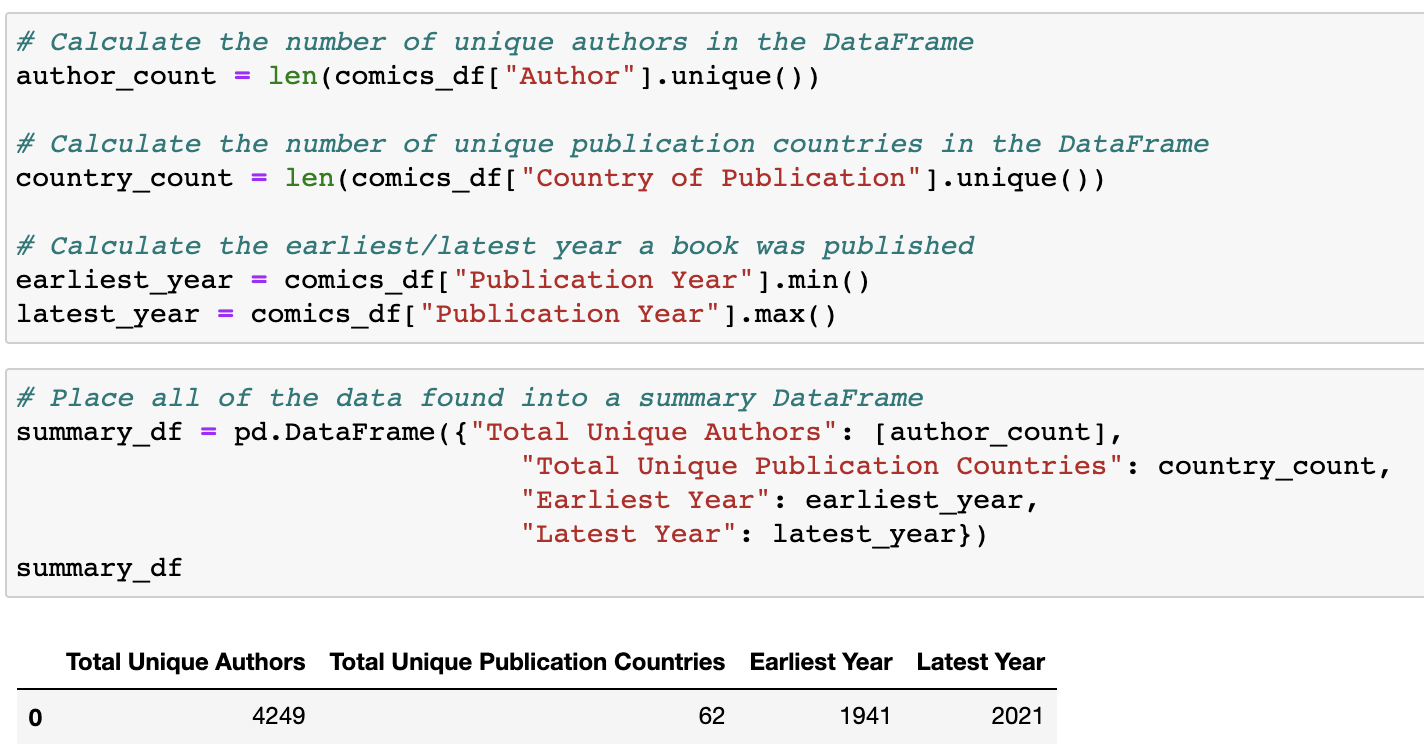 # Calculate the number of unique authors in the DataFrame
author_count = len(comics_df["Author"].unique())
# Calculate the number of unique publication countries in the DataFrame
country_count = len(comics_df["Country of Publication"].unique())
# Calculate the earliest/latest year a book was published
earliest_year = comics_df["Publication Year"].min()
latest_year = comics_df["Publication Year"].max()
# Place all of the data found into a summary DataFrame
summary_df = pd.DataFrame({"Total Unique Authors": [author_count],
"Total Unique Publication Countries": country_count,
"Earliest Year": earliest_year,
"Latest Year": latest_year})
summary_df
Total Unique Authors Total Unique Publication Countries Earliest Year Latest Year
0 4249 62 1941 2021